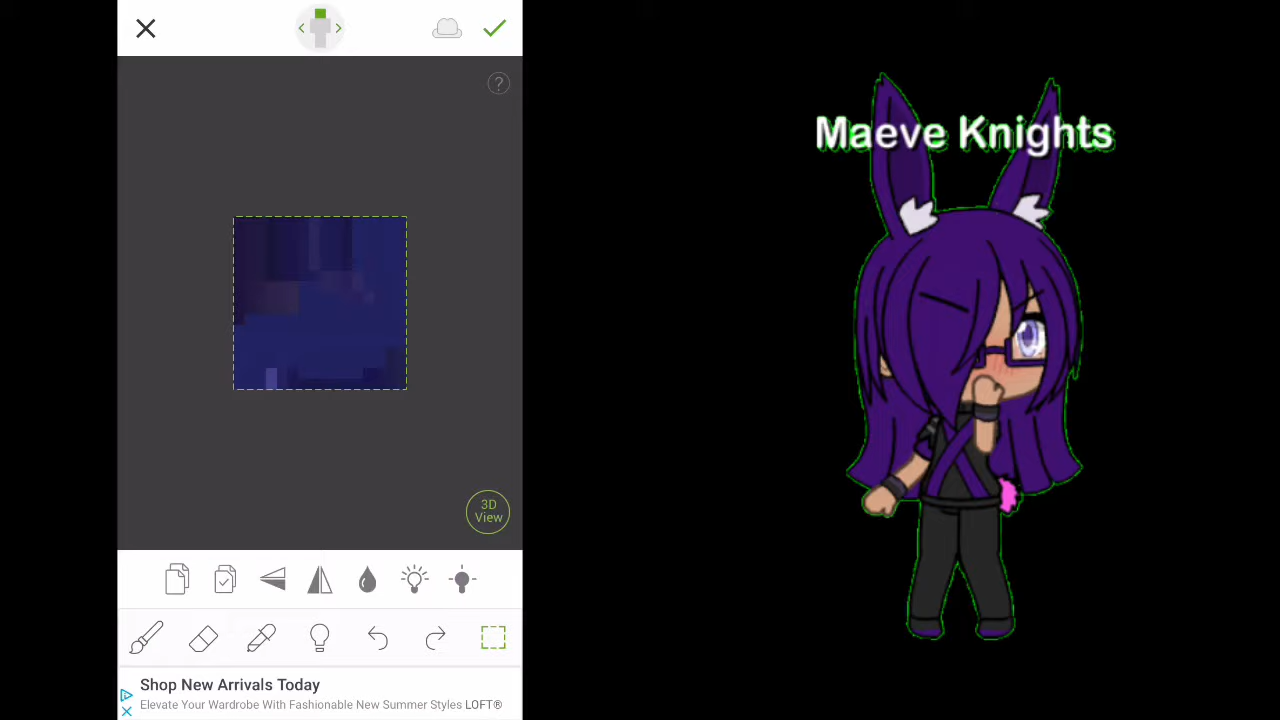 ?
Maeve Knights
3D
View
Shop New Arrivals Today
Elevate Your Wardrobe With Fashionable New Summer Styles LOFT®